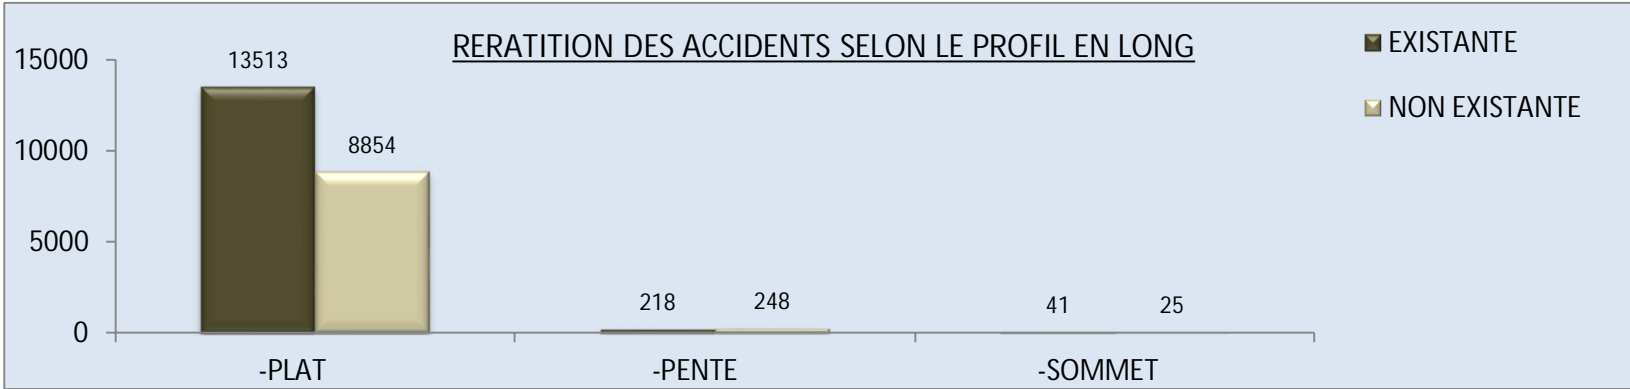 RERATITION DES ACCIDENTS SELON LE PROFIL EN LONG
EXISTANTE
NON EXISTANTE
15000
10000
5000
0
13513
8854
218
248
41
25
-PLAT
-PENTE
-SOMMET